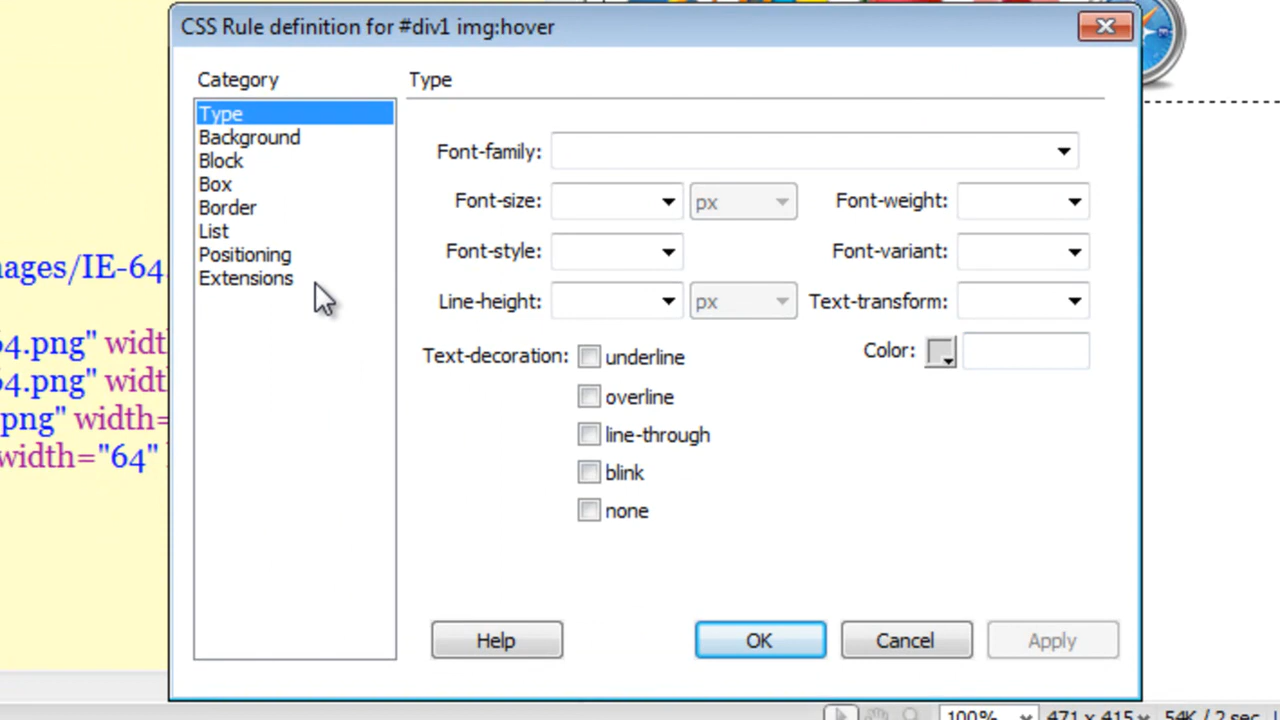 CSS Rule definition for #div1 img:hover
Category
Type
Type
Background
Block
Box
Border
List
Positioning
Extensions
Font-family:
Font-size: px Font-weight:
Font-style: Font-variant:
Line-height: px Text-transform:
Text-decoration: underline Color:
overline
line-through
blink
none
Help OK Cancel Apply
ages/IE-64
64.png" width
64.png" width
.png" width=
width="64"
100% 471 x 415 54K / 2 sec